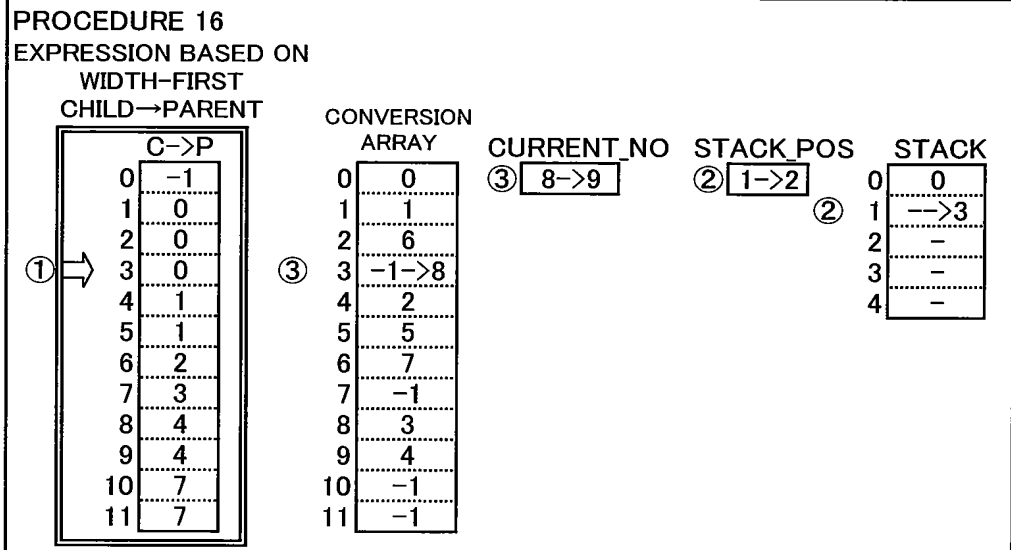 PROCEDURE 16
EXPRESSION BASED ON
WIDTH-FIRST
CHILD→PARENT
CONVERSION
ARRAY
CURRENT_NO
STACK_POS
STACK
C->P
0 -1
1 0
2 0
① 3 0
4 1
5 1
6 2
7 3
8 4
9 4
10 7
11 7
0 0
1 1
2 6
③ 3 -1->8
4 2
5 5
6 7
7 -1
8 3
9 4
10 -1
11 -1
③ 8->9
② 1->2
0 0
② 1 -->3
2 -
3 -
4 -